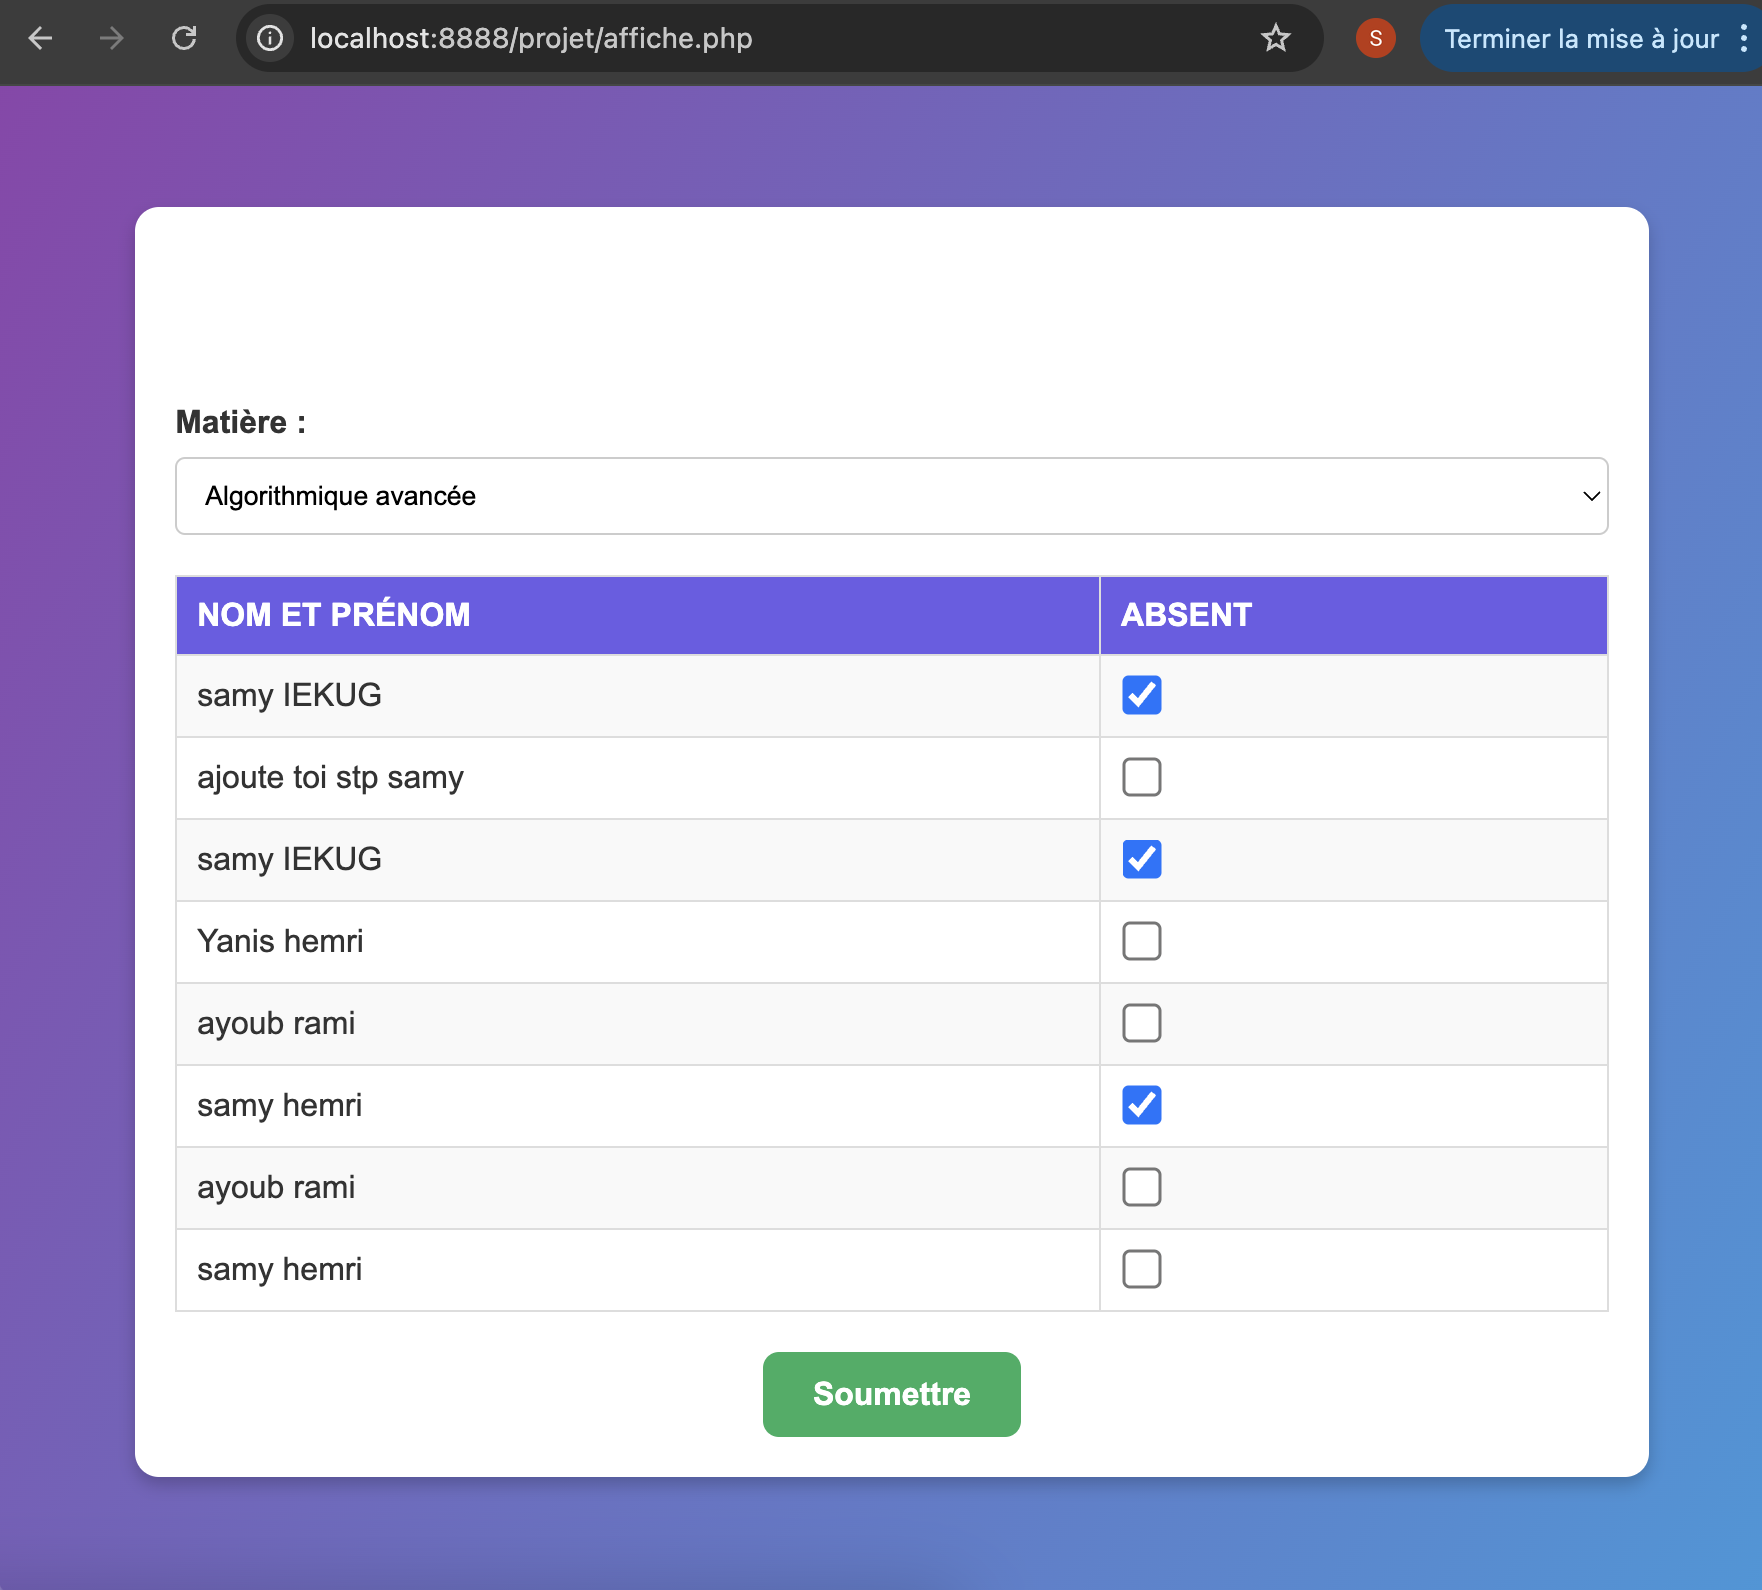 localhost:8888/projet/affiche.php
S
Terminer la mise à jour
Matière :
Algorithmique avancée
NOM ET PRÉNOM ABSENT
samy IEKUG
ajoute toi stp samy
samy IEKUG
Yanis hemri
ayoub rami
samy hemri
ayoub rami
samy hemri
Soumettre